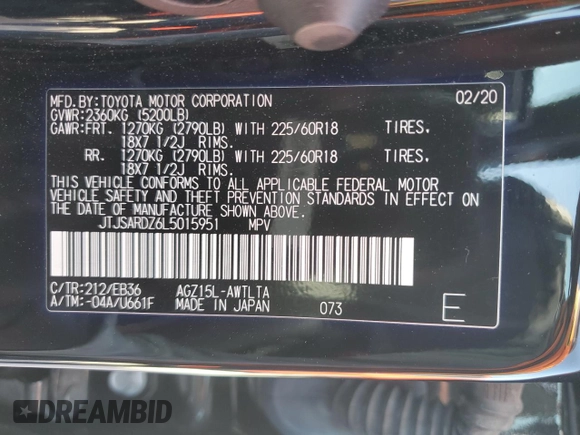 MFD.BY:TOYOTA MOTOR CORPORATION 02/20
GVWR:2360KG (5200LB)
GAWR:FRT. 1270KG (2790LB) WITH 225/60R18 TIRES.
18X7 1/2J RIMS.
RR. 1270KG (2790LB) WITH 225/60R18 TIRES.
18X7 1/2J RIMS.
THIS VEHICLE CONFORMS TO ALL APPLICABLE FEDERAL MOTOR
VEHICLE SAFETY AND THEFT PREVENTION STANDARDS IN EFFECT ON
THE DATE OF MANUFACTURE SHOWN ABOVE.
JTJSARDZ6L5015951 MPV
C/TR:212/EB36 AGZ15L-AWTLTA
A/TM:-04A/U661F MADE IN JAPAN 073 E
DREAMBID